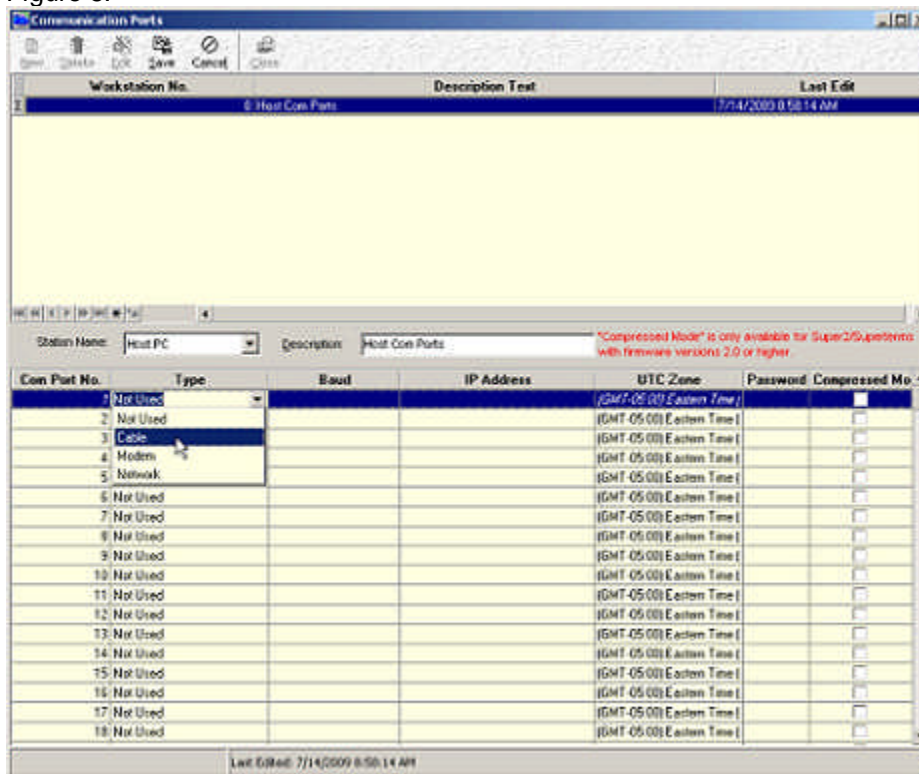 Communication Ports
Delete Edit Save Cancel Close
Workstation No. Description Text Last Edit
0 Host Com Ports 7/14/2009 8:58:14 AM
Station Name: Host PC Description: Host Com Ports "Compressed Mode" is only available for Super2/Superterms
with firmware versions 2.0 or higher.
Com Port No. Type Baud IP Address UTC Zone Password Compressed Mo
1 Not Used (GMT-05:00) Eastern Time (
2 Not Used (GMT-05:00) Eastern Time (
3 Cable (GMT-05:00) Eastern Time (
4 Modem (GMT-05:00) Eastern Time (
5 Network (GMT-05:00) Eastern Time (
6 Not Used (GMT-05:00) Eastern Time (
7 Not Used (GMT-05:00) Eastern Time (
8 Not Used (GMT-05:00) Eastern Time (
9 Not Used (GMT-05:00) Eastern Time (
10 Not Used (GMT-05:00) Eastern Time (
11 Not Used (GMT-05:00) Eastern Time (
12 Not Used (GMT-05:00) Eastern Time (
13 Not Used (GMT-05:00) Eastern Time (
14 Not Used (GMT-05:00) Eastern Time (
15 Not Used (GMT-05:00) Eastern Time (
16 Not Used (GMT-05:00) Eastern Time (
17 Not Used (GMT-05:00) Eastern Time (
18 Not Used (GMT-05:00) Eastern Time (
Last Edited: 7/14/2009 8:58:14 AM